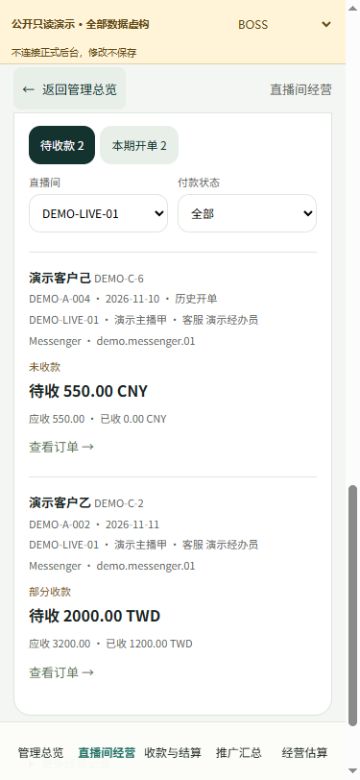 公开只读演示 • 全部数据虚构
BOSS
不连接正式后台，修改不保存
← 返回管理总览
直播间经营
待收款 2
本期开单 2
直播间
付款状态
DEMO-LIVE-01
全部
演示客户己 DEMO-C-6
DEMO-A-004 • 2026-11-10 • 历史开单
DEMO-LIVE-01 • 演示主播甲 • 客服 演示经办员
Messenger • demo.messenger.01
未收款
待收 550.00 CNY
应收 550.00 • 已收 0.00 CNY
查看订单 →
演示客户乙 DEMO-C-2
DEMO-A-002 • 2026-11-11
DEMO-LIVE-01 • 演示主播甲 • 客服 演示经办员
Messenger • demo.messenger.01
部分收款
待收 2000.00 TWD
应收 3200.00 • 已收 1200.00 TWD
查看订单 →
管理总览
直播间经营
收款与结算
推广汇总
经营估算